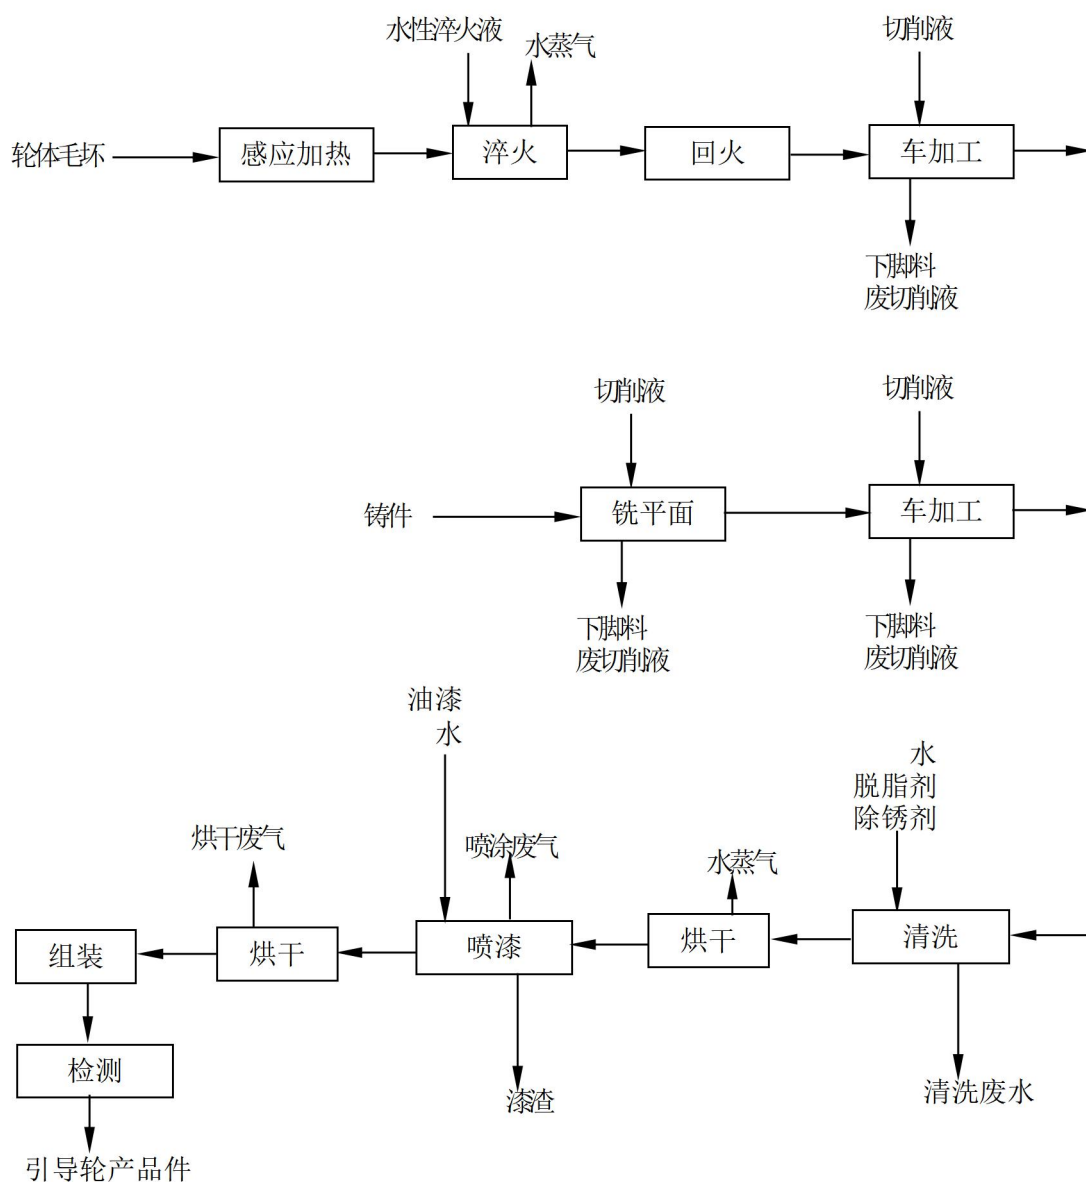 水性淬火液
水蒸气
切削液
轮体毛坯
感应加热
淬火
回火
车加工
下脚料
废切削液
切削液
切削液
铸件
铣平面
车加工
下脚料
废切削液
下脚料
废切削液
油漆
水
水
脱脂剂
除锈剂
烘干废气
喷涂废气
水蒸气
组装
烘干
喷漆
烘干
清洗
检测
漆渣
清洗废水
引导轮产品件